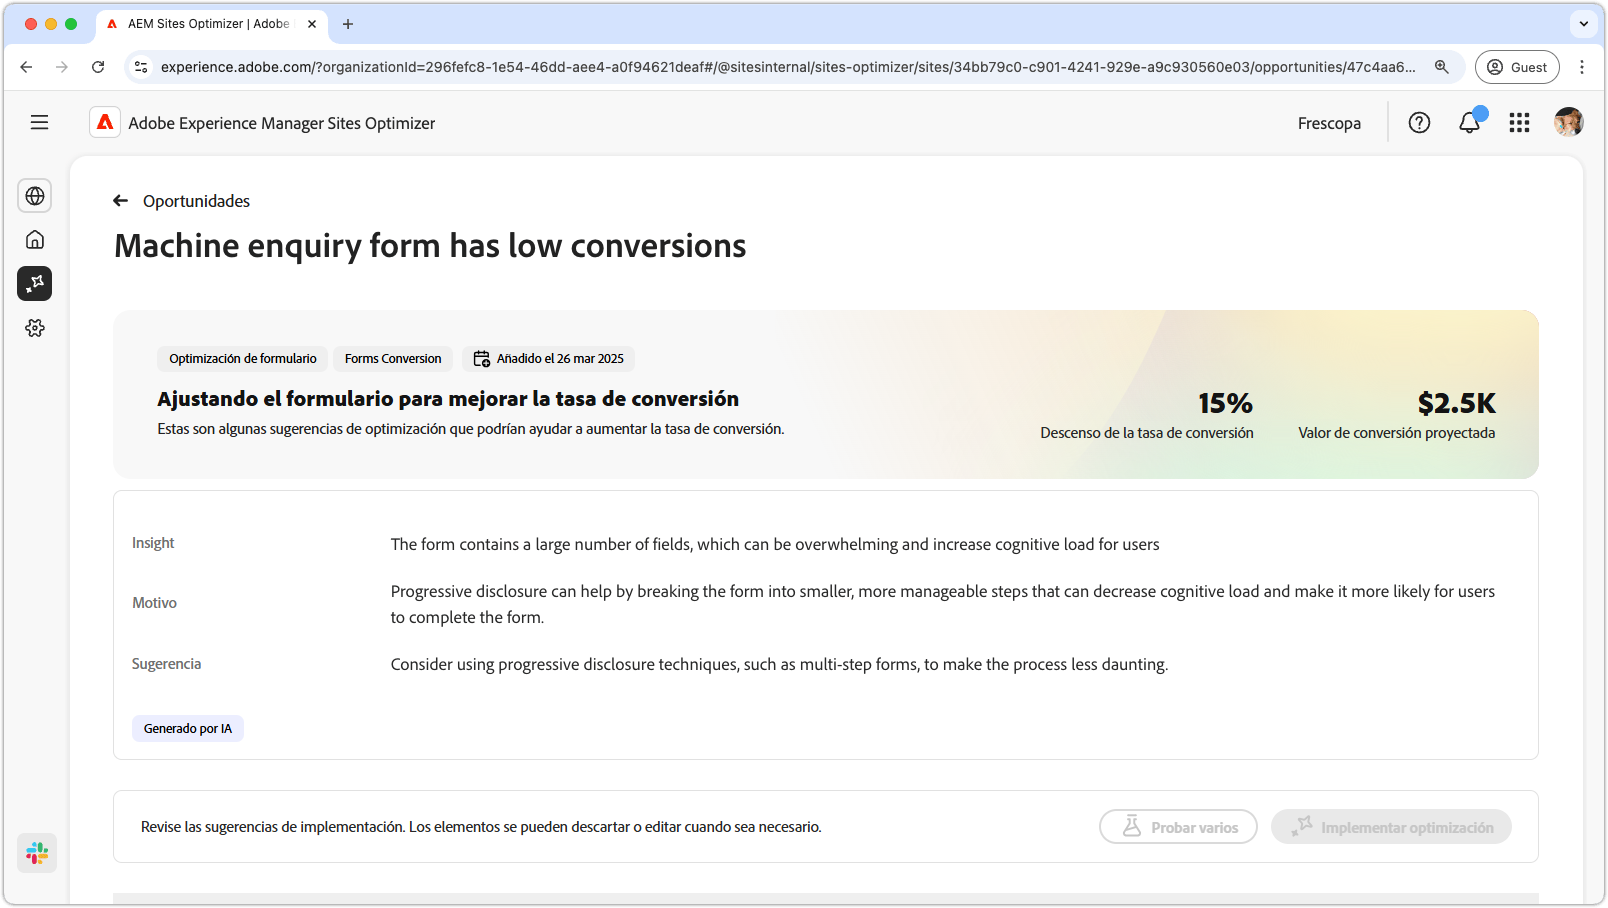 AEM Sites Optimizer | Adobe
experience.adobe.com/?organizationId=296fefc8-1e54-46dd-aee4-a0f94621deaf#/@sitesinternal/sites-optimizer/sites/34bb79c0-c901-4241-929e-a9c930560e03/opportunities/47c4aa6...
Guest
Adobe Experience Manager Sites Optimizer
Frescopa
Oportunidades
Machine enquiry form has low conversions
Optimización de formulario
Forms Conversion
Añadido el 26 mar 2025
Ajustando el formulario para mejorar la tasa de conversión
Estas son algunas sugerencias de optimización que podrían ayudar a aumentar la tasa de conversión.
15%
Descenso de la tasa de conversión
$2.5K
Valor de conversión proyectada
Insight
The form contains a large number of fields, which can be overwhelming and increase cognitive load for users
Motivo
Progressive disclosure can help by breaking the form into smaller, more manageable steps that can decrease cognitive load and make it more likely for users
to complete the form.
Sugerencia
Consider using progressive disclosure techniques, such as multi-step forms, to make the process less daunting.
Generado por IA
Revise las sugerencias de implementación. Los elementos se pueden descartar o editar cuando sea necesario.
Probar varios
Implementar optimización